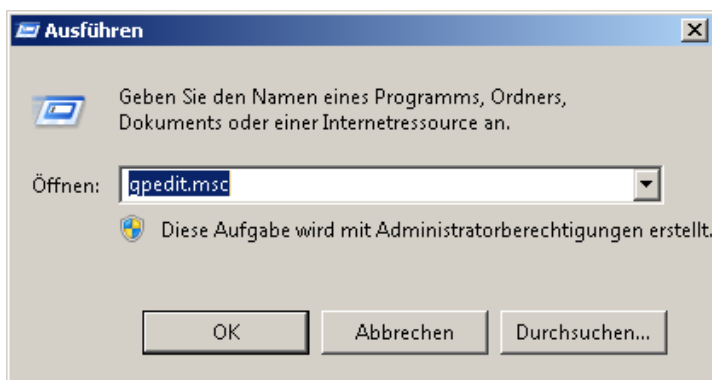 Ausführen
Geben Sie den Namen eines Programms, Ordners,
Dokuments oder einer Internetressource an.
Öffnen: gpedit.msc
Diese Aufgabe wird mit Administratorberechtigungen erstellt.
OK Abbrechen Durchsuchen...